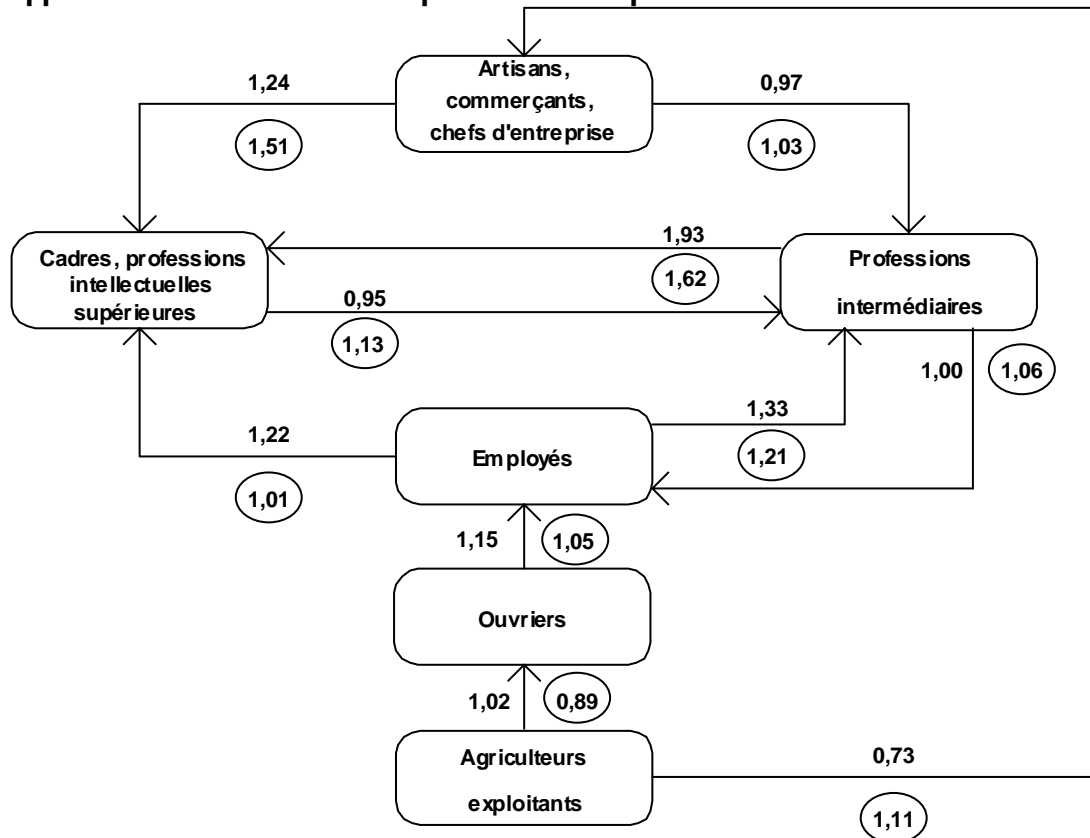 Artisans,
commerçants,
chefs d'entreprise
1,24
0,97
1,51
1,03
Cadres, professions
intellectuelles
supérieures
1,93
1,62
0,95
1,13
Professions
intermédiaires
1,00
1,06
1,33
1,21
Employés
1,22
1,01
1,15
1,05
Ouvriers
1,02
0,89
Agriculteurs
exploitants
0,73
1,11